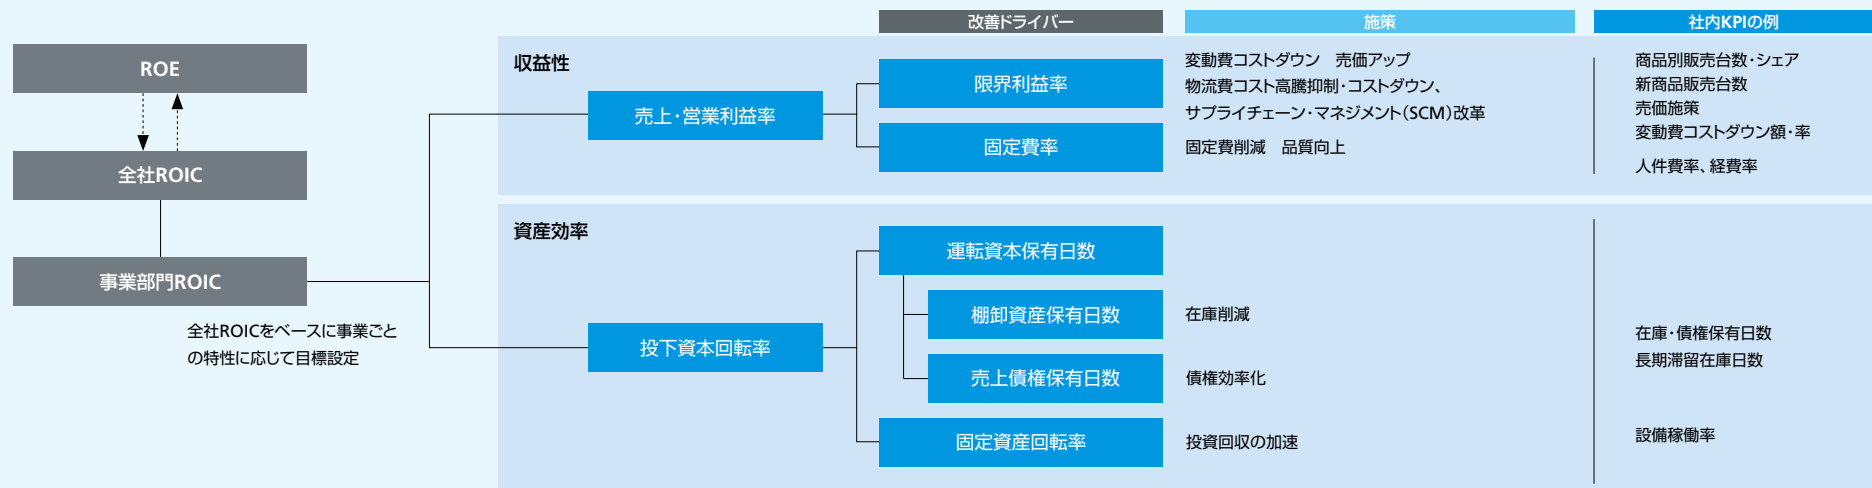 改善ドライバー
施策
社内KPIの例
ROE
全社ROIC
事業部門ROIC
全社ROICをベースに事業ごと
の特性に応じて目標設定
収益性
売上・営業利益率
限界利益率
固定費率
変動費コストダウン　売価アップ
物流費コスト高騰抑制・コストダウン、
サプライチェーン・マネジメント（SCM）改革
固定費削減　品質向上
商品別販売台数・シェア
新商品販売台数
売価施策
変動費コストダウン額・率
人件費率、経費率
資産効率
投下資本回転率
運転資本保有日数
棚卸資産保有日数
売上債権保有日数
固定資産回転率
在庫削減
債権効率化
投資回収の加速
在庫・債権保有日数
長期滞留在庫日数
設備稼働率